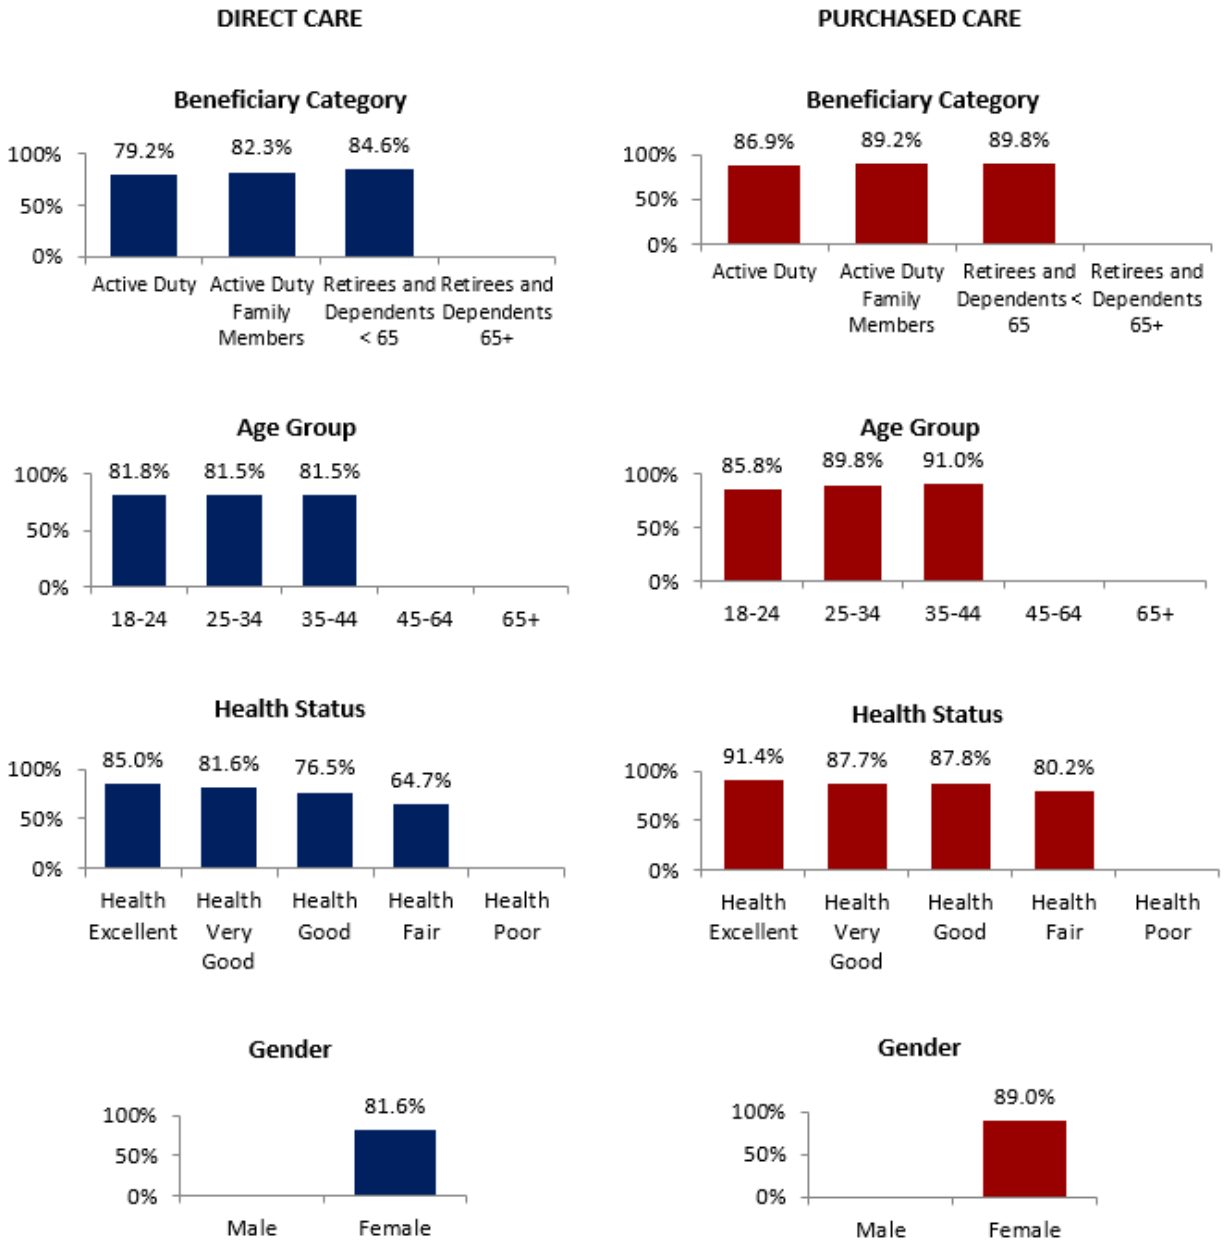 DIRECT CARE
Beneficiary Category
79.2% 82.3% 84.6%
100%
50%
0%
Active Duty Active Duty Retirees and Retirees and
Family Dependents Dependents
Members < 65 65+
Age Group
81.8% 81.5% 81.5%
100%
50%
0%
18-24 25-34 35-44 45-64 65+
Health Status
85.0% 81.6% 76.5% 64.7%
100%
50%
0%
Health Health Health Health Health
Excellent Very Good Fair Poor
Good
Gender
81.6%
100%
50%
0%
Male Female
PURCHASED CARE
Beneficiary Category
86.9% 89.2% 89.8%
100%
50%
0%
Active Duty Active Duty Retirees and Retirees and
Family Dependents < Dependents
Members 65 65+
Age Group
85.8% 89.8% 91.0%
100%
50%
0%
18-24 25-34 35-44 45-64 65+
Health Status
91.4% 87.7% 87.8% 80.2%
100%
50%
0%
Health Health Health Health Health
Excellent Very Good Fair Poor
Good
Gender
89.0%
100%
50%
0%
Male Female